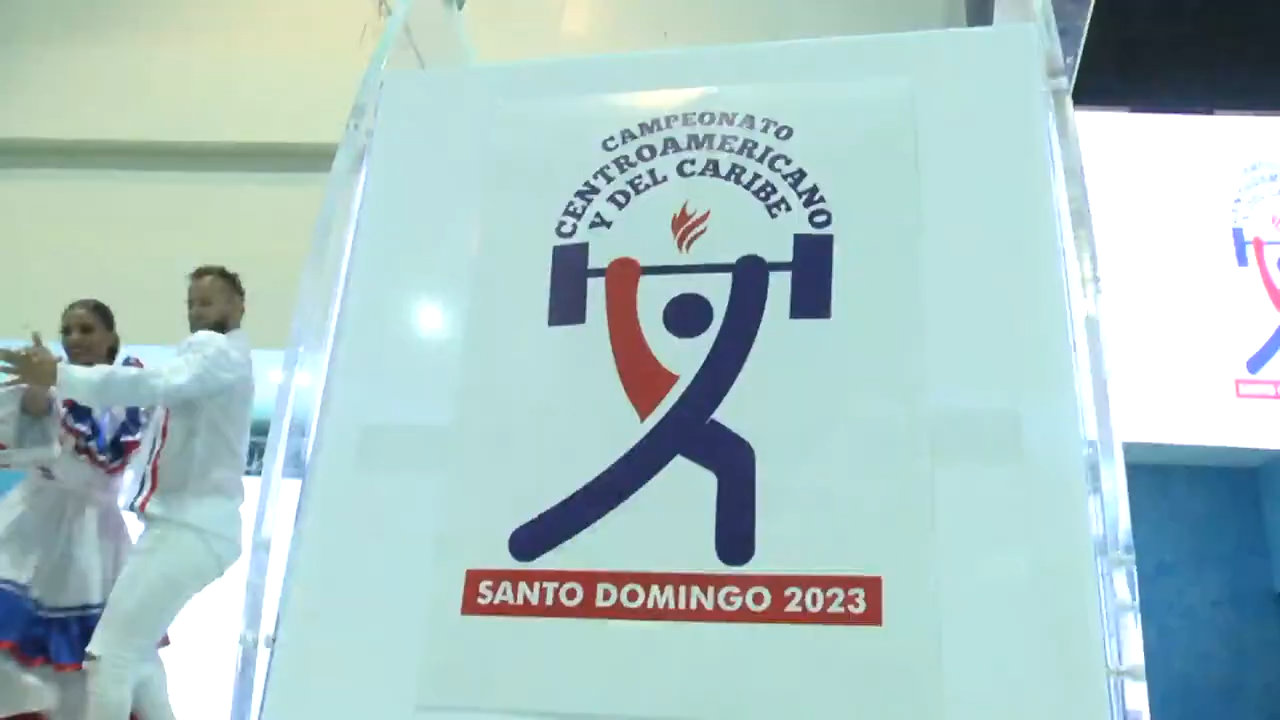 CAMPEONATO
CENTROAMERICANO
Y DEL CARIBE
SANTO DOMINGO 2023